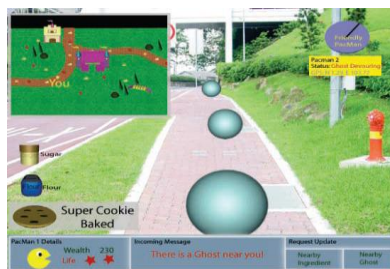 Friendly
PacMan
You
Pacman 2
Status: Ghost Devouring
Sugar
Flour
Super Cookie
Baked
PacMan 1 Details
Wealth 230
Life
Incoming Message
There is a Ghost near you!
Request Update
Nearby
Ingredient
Nearby
Ghost